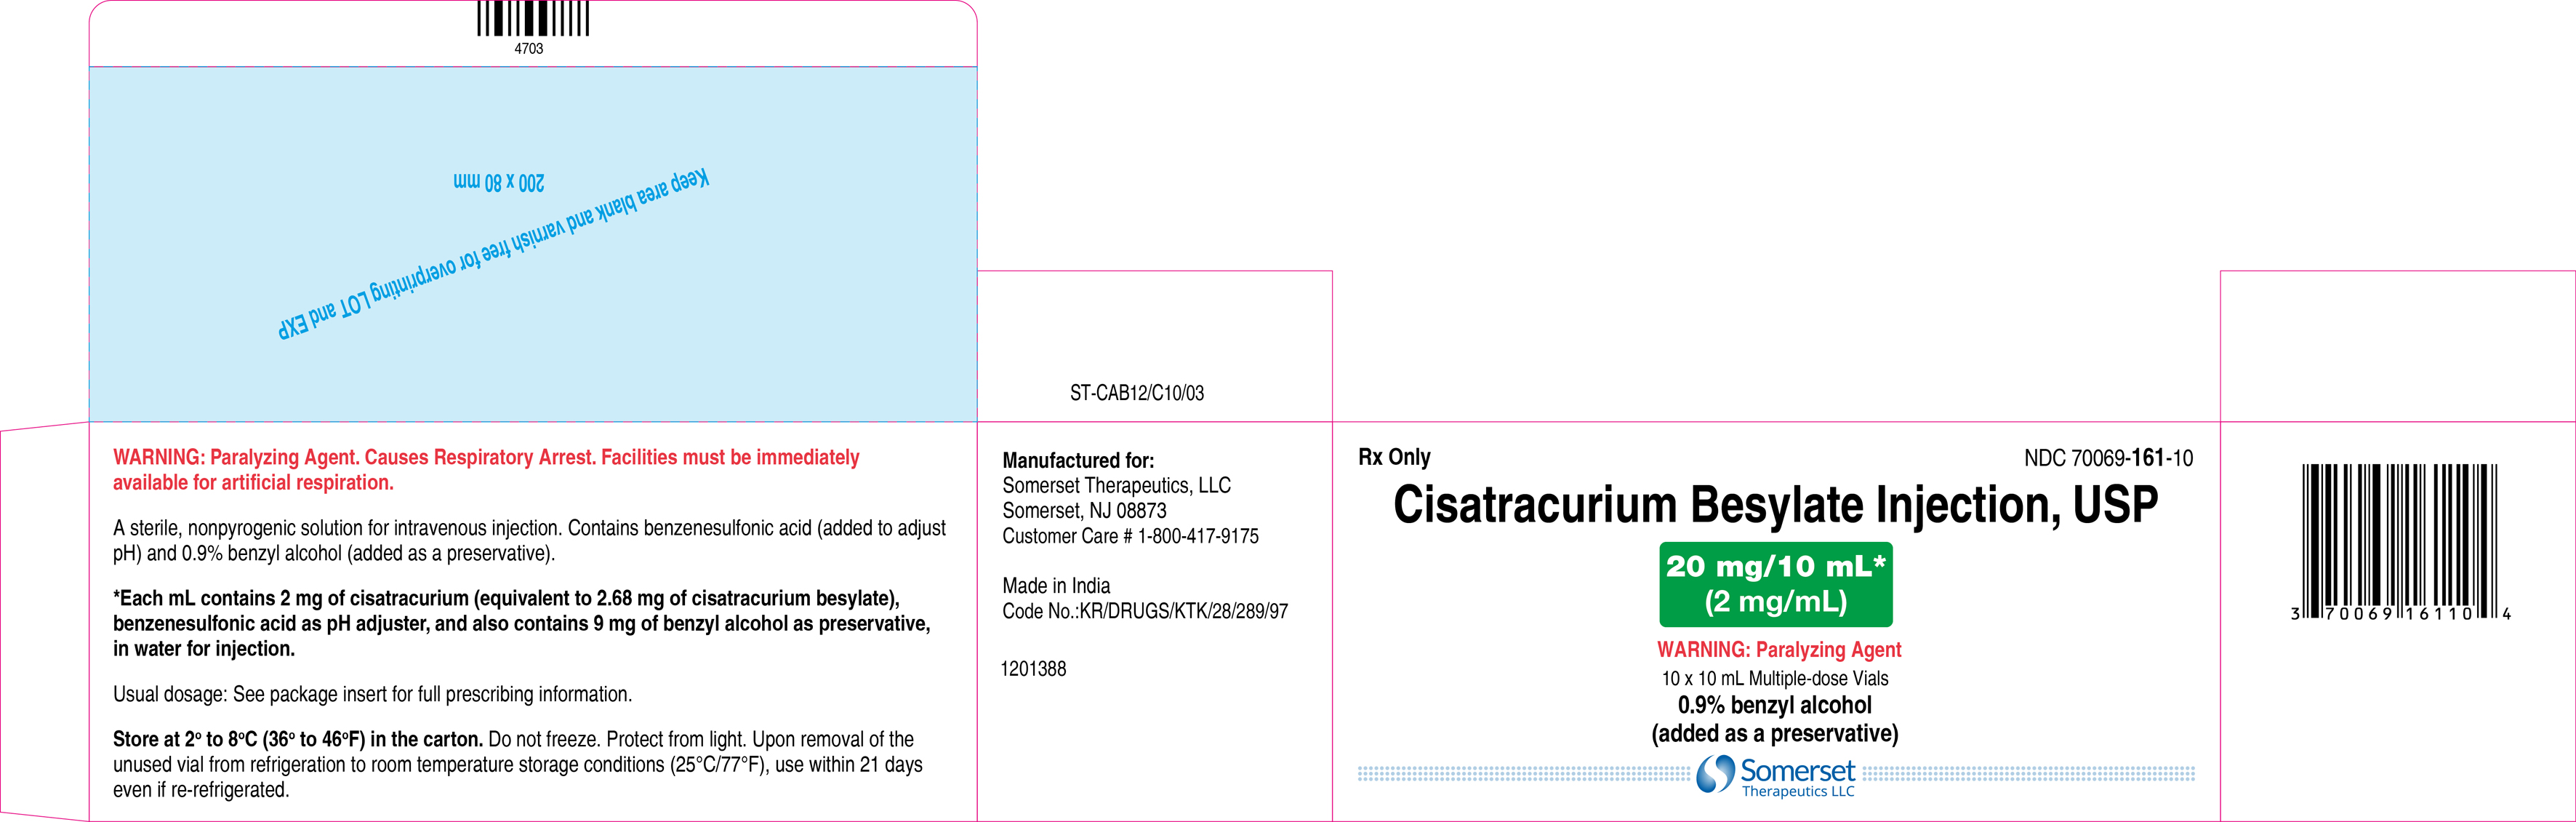 4703
200 x 80 mm
Keep area blank and varnish free for overprinting LOT and EXP
WARNING: Paralyzing Agent. Causes Respiratory Arrest. Facilities must be immediately
available for artificial respiration.
A sterile, nonpyrogenic solution for intravenous injection. Contains benzenesulfonic acid (added to adjust
pH) and 0.9% benzyl alcohol (added as a preservative).
*Each mL contains 2 mg of cisatracurium (equivalent to 2.68 mg of cisatracurium besylate),
benzenesulfonic acid as pH adjuster, and also contains 9 mg of benzyl alcohol as preservative,
in water for injection.
Usual dosage: See package insert for full prescribing information.
Store at 2º to 8ºC (36º to 46ºF) in the carton. Do not freeze. Protect from light. Upon removal of the
unused vial from refrigeration to room temperature storage conditions (25°C/77°F), use within 21 days
even if re-refrigerated.
ST-CAB12/C10/03
Manufactured for:
Somerset Therapeutics, LLC
Somerset, NJ 08873
Customer Care # 1-800-417-9175
Made in India
Code No.:KR/DRUGS/KTK/28/289/97
1201388
Rx Only
NDC 70069-161-10
Cisatracurium Besylate Injection, USP
20 mg/10 mL*
(2 mg/mL)
WARNING: Paralyzing Agent
10 x 10 mL Multiple-dose Vials
0.9% benzyl alcohol
(added as a preservative)
Somerset
Therapeutics LLC
3 70069 16110 4